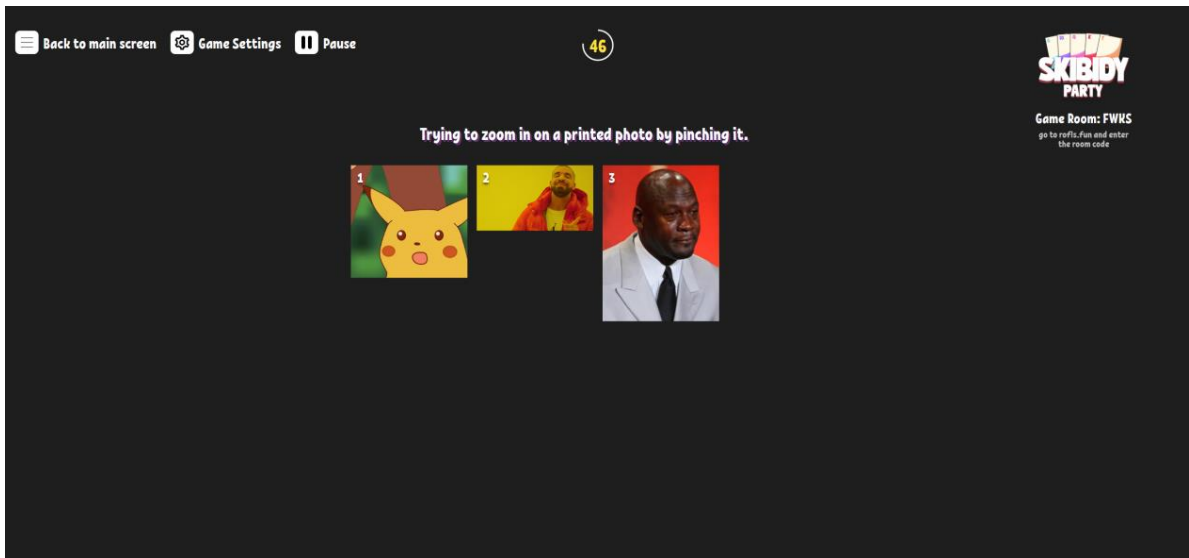 Back to main screen
Game Settings
Pause
46
SKIBIDY
PARTY
Game Room: FWKS
go to rofls.fun and enter
the room code
Trying to zoom in on a printed photo by pinching it.
1
2
3